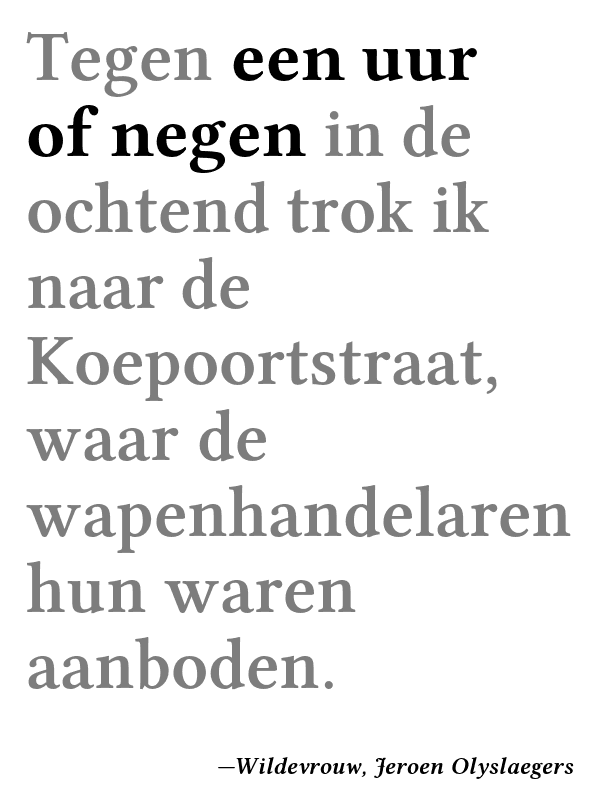 Tegen een uur
of negen in de
ochtend trok ik
naar de
Koepoortstraat,
waar de
wapenhandelaren
hun waren
aanboden.
—Wildevrouw, Jeroen Olyslaegers